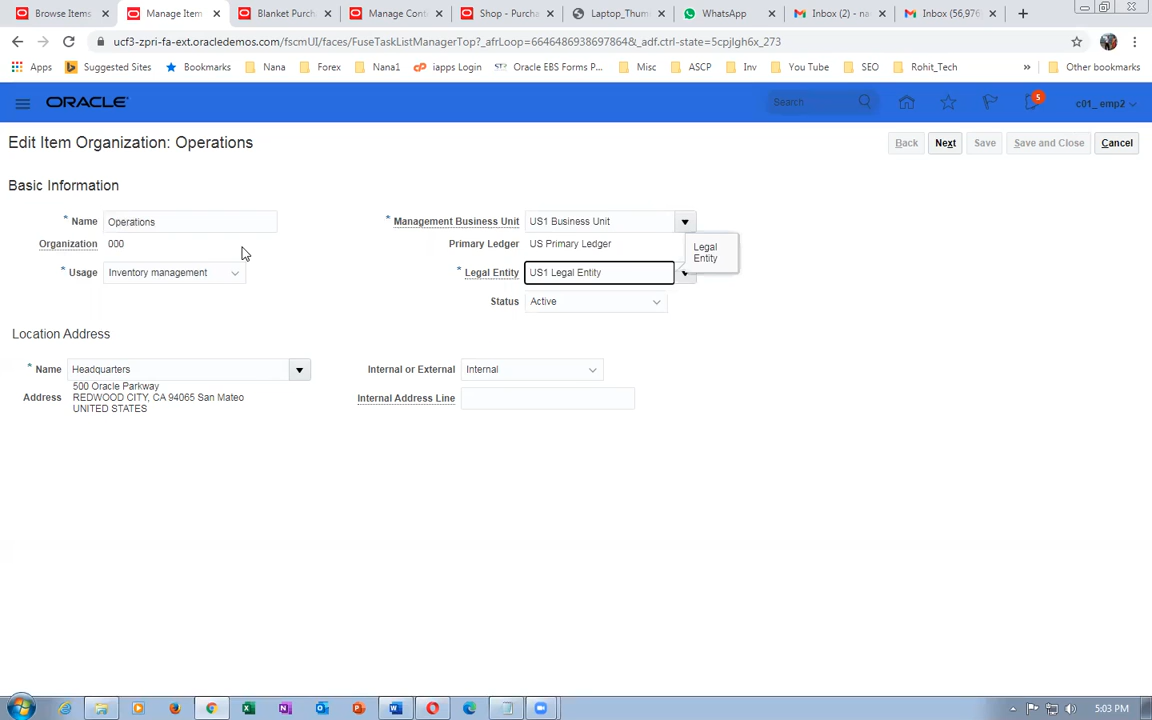 Browse Items
Manage Item
Blanket Purch
Manage Cont
Shop - Purcha
Laptop_Thum
WhatsApp
Inbox (2) - na
Inbox (56,976
ucf3-zpri-fa-ext.oracledemos.com/fscmUI/faces/FuseTaskListManagerTop?_afrLoop=66464869386978 64&_adf.ctrl-state=5cpjlgh6x_273
Apps
Suggested Sites
Bookmarks
Nana
Forex
Nana1
iapps Login
Oracle EBS Forms P...
Misc
ASCP
Inv
You Tube
SEO
Rohit_Tech
»
Other bookmarks
ORACLE
Search
5
c01_ emp2
Edit Item Organization: Operations
Back
Next
Save
Save and Close
Cancel
Basic Information
* Name Operations
Organization 000
* Usage Inventory management
* Management Business Unit US1 Business Unit
Primary Ledger US Primary Ledger
* Legal Entity US1 Legal Entity
Legal
Entity
Status Active
Location Address
* Name Headquarters
Address 500 Oracle Parkway
REDWOOD CITY, CA 94065 San Mateo
UNITED STATES
Internal or External Internal
Internal Address Line
5:03 PM